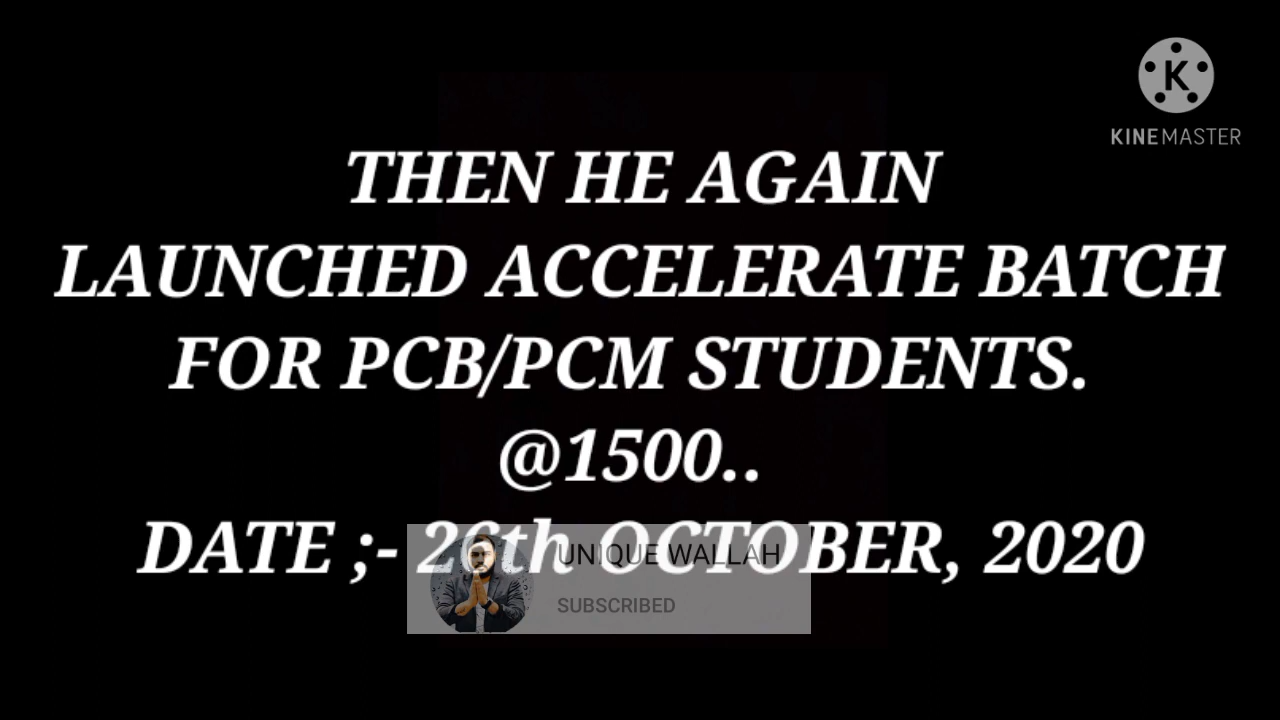 K
KINEMASTER
THEN HE AGAIN
LAUNCHED ACCELERATE BATCH
FOR PCB/PCM STUDENTS.
@1500..
DATE ;- 26th OCTOBER, 2020
UNIQUE WALLAH
SUBSCRIBED